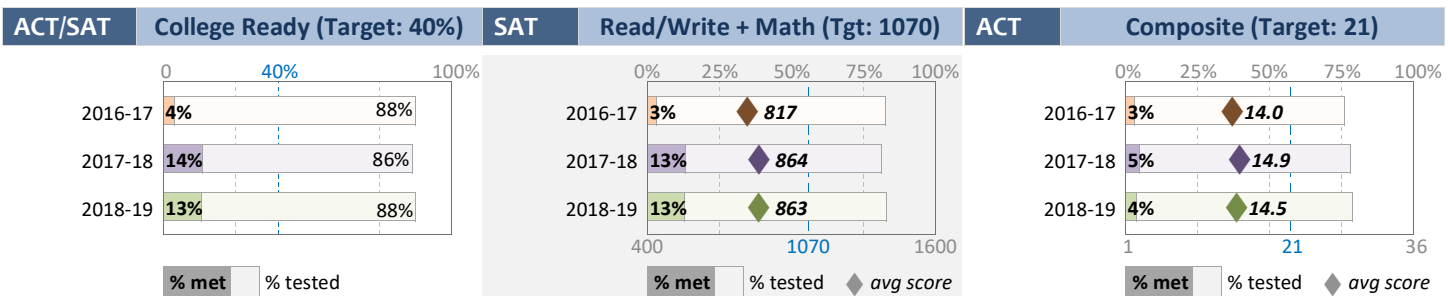 ACT/SAT College Ready (Target: 40%)
0 40% 100%
2016-17 4% 88%
2017-18 14% 86%
2018-19 13% 88%
% met % tested
SAT Read/Write + Math (Tgt: 1070)
0% 25% 50% 75% 100%
2016-17 3% 817
2017-18 13% 864
2018-19 13% 863
400 1070 1600
% met % tested avg score
ACT Composite (Target: 21)
0% 25% 50% 75% 100%
2016-17 3% 14.0
2017-18 5% 14.9
2018-19 4% 14.5
1 21 36
% met % tested avg score